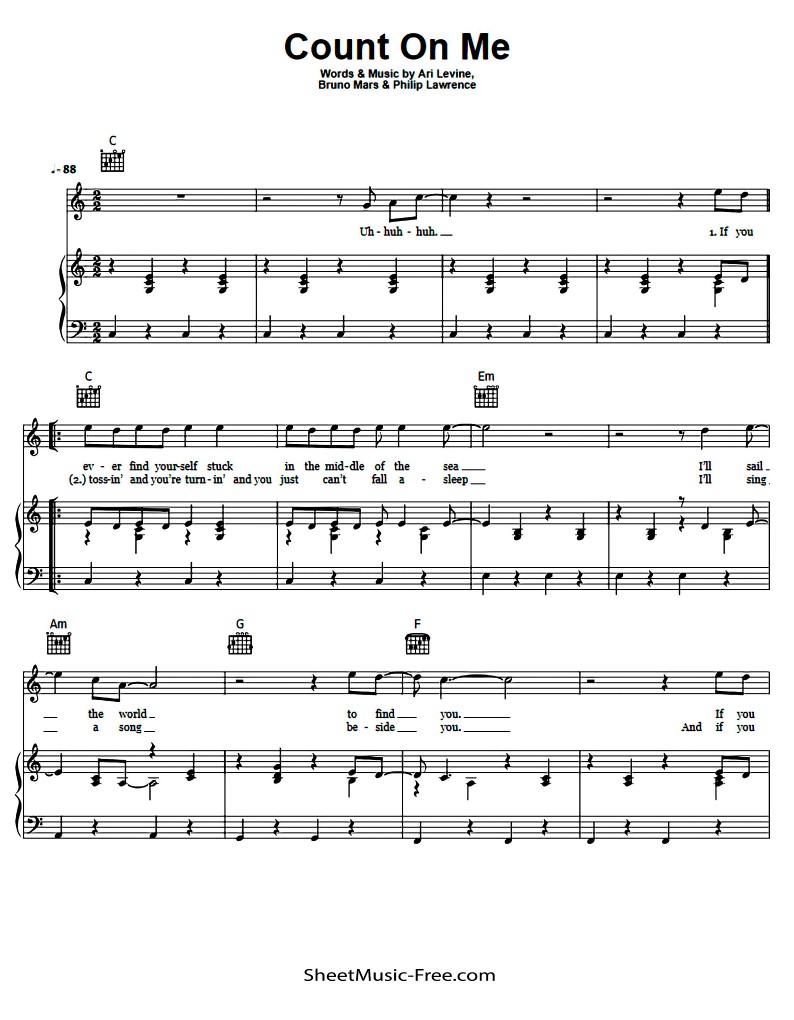 Count On Me
Words & Music by Ari Levine,
Bruno Mars & Philip Lawrence
C
♩= 88
Uh - huh - huh. 1. If you
C Em
ev - er find your-self stuck in the mid-dle of the sea I'll sail
(2.) toss-in' and you're turn-in' and you just can't fall a - sleep I'll sing
Am G F
the world to find you. If you
a song be - side you. And if you
SheetMusic-Free.com